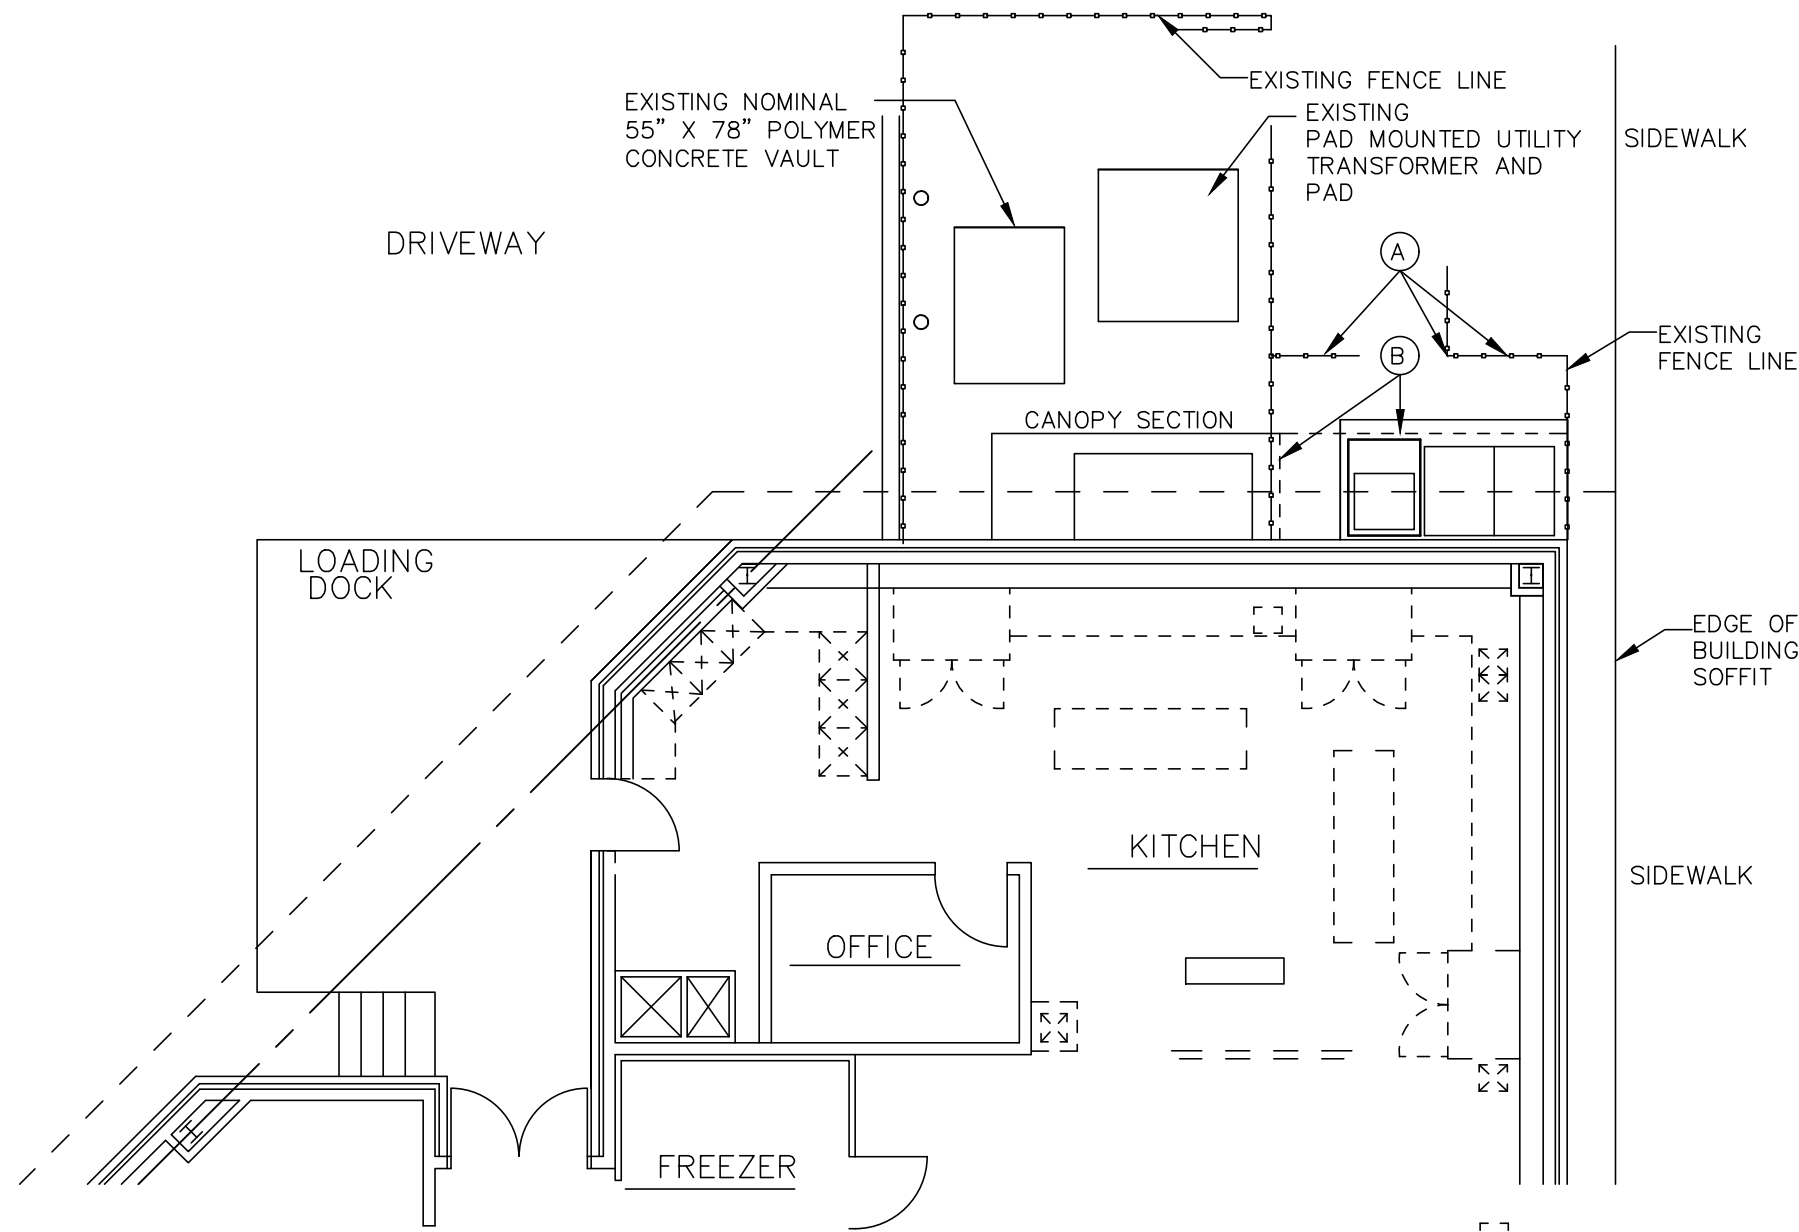 EXISTING FENCE LINE
EXISTING NOMINAL
55" X 78" POLYMER
CONCRETE VAULT
EXISTING
PAD MOUNTED UTILITY
TRANSFORMER AND
PAD
SIDEWALK
DRIVEWAY
A
EXISTING
FENCE LINE
B
CANOPY SECTION
LOADING
DOCK
EDGE OF
BUILDING
SOFFIT
KITCHEN
SIDEWALK
OFFICE
FREEZER